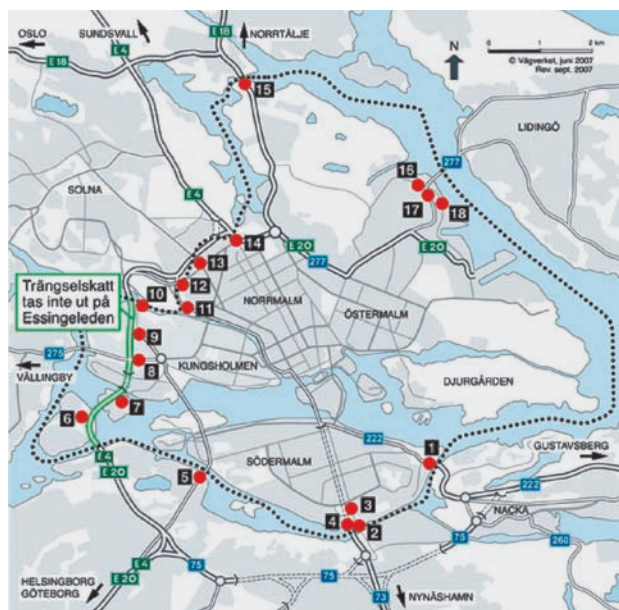 OSLO
E 18
SUNDSVALL
E 4
E 18
NORRTÄLJE
N
0 1 2 km
© Vägverket, juni 2007
Rev. sept. 2007
15
LIDINGÖ
277
16
17
18
SOLNA
E 4
14
E 20
277
E 20
13
12
11
10
NORRMALM
ÖSTERMALM
Trängselskatt
tas inte ut på
Essingeleden
9
8
275
VÄLLINGBY
KUNGSHOLMEN
DJURGÅRDEN
7
6
222
1
GUSTAVSBERG
E 4
E 20
SÖDERMALM
5
222
3
4
2
NACKA
75
260
E 4
75
75
HELSINGBORG
E 20
GÖTEBORG
73
NYNÄSHAMN